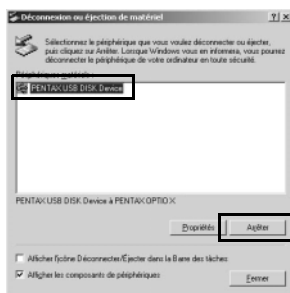 Déconnexion ou éjection de matériel
Sélectionnez le périphérique que vous voulez déconnecter ou éjecter,
puis cliquez sur Arrêter. Lorsque Windows vous en informera, vous pourrez
déconnecter le périphérique de votre ordinateur en toute sécurité.
Périphériques matériels :
PENTAX USB DISK Device
PENTAX USB DISK Device à PENTAX OPTIO X
Propriétés
Arrêter
Afficher l'icône Déconnecter/Éjecter dans la Barre des tâches
Afficher les composants de périphériques
Fermer